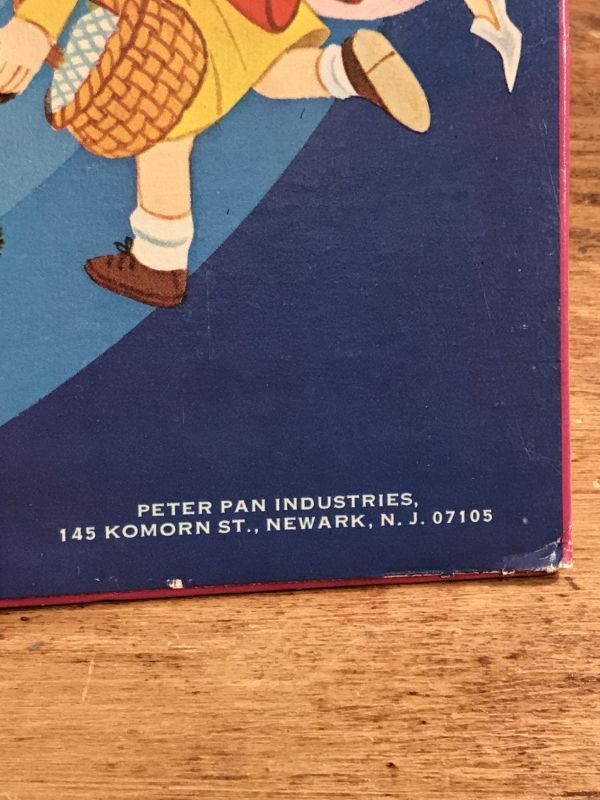 PETER PAN INDUSTRIES,
145 KOMORN ST., NEWARK, N. J. 07105